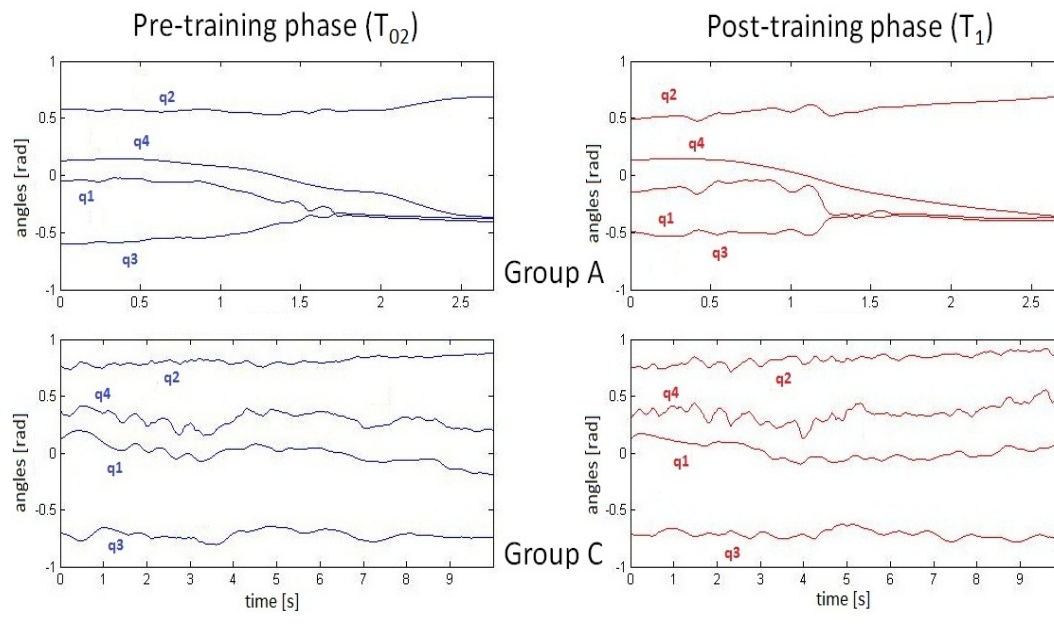 Pre-training phase (T02)
Post-training phase (T1)
1
0.5
0
-0.5
-1
angles [rad]
q2
q4
q1
q3
0
0.5
1
1.5
2
2.5
1
0.5
0
-0.5
-1
angles [rad]
q2
q4
q1
q3
0
0.5
1
1.5
2
2.5
Group A
1
0.5
0
-0.5
-1
angles [rad]
q2
q4
q1
q3
0
1
2
3
4
5
6
7
8
9
time [s]
1
0.5
0
-0.5
-1
angles [rad]
q4
q2
q1
q3
0
1
2
3
4
5
6
7
8
9
time [s]
Group C